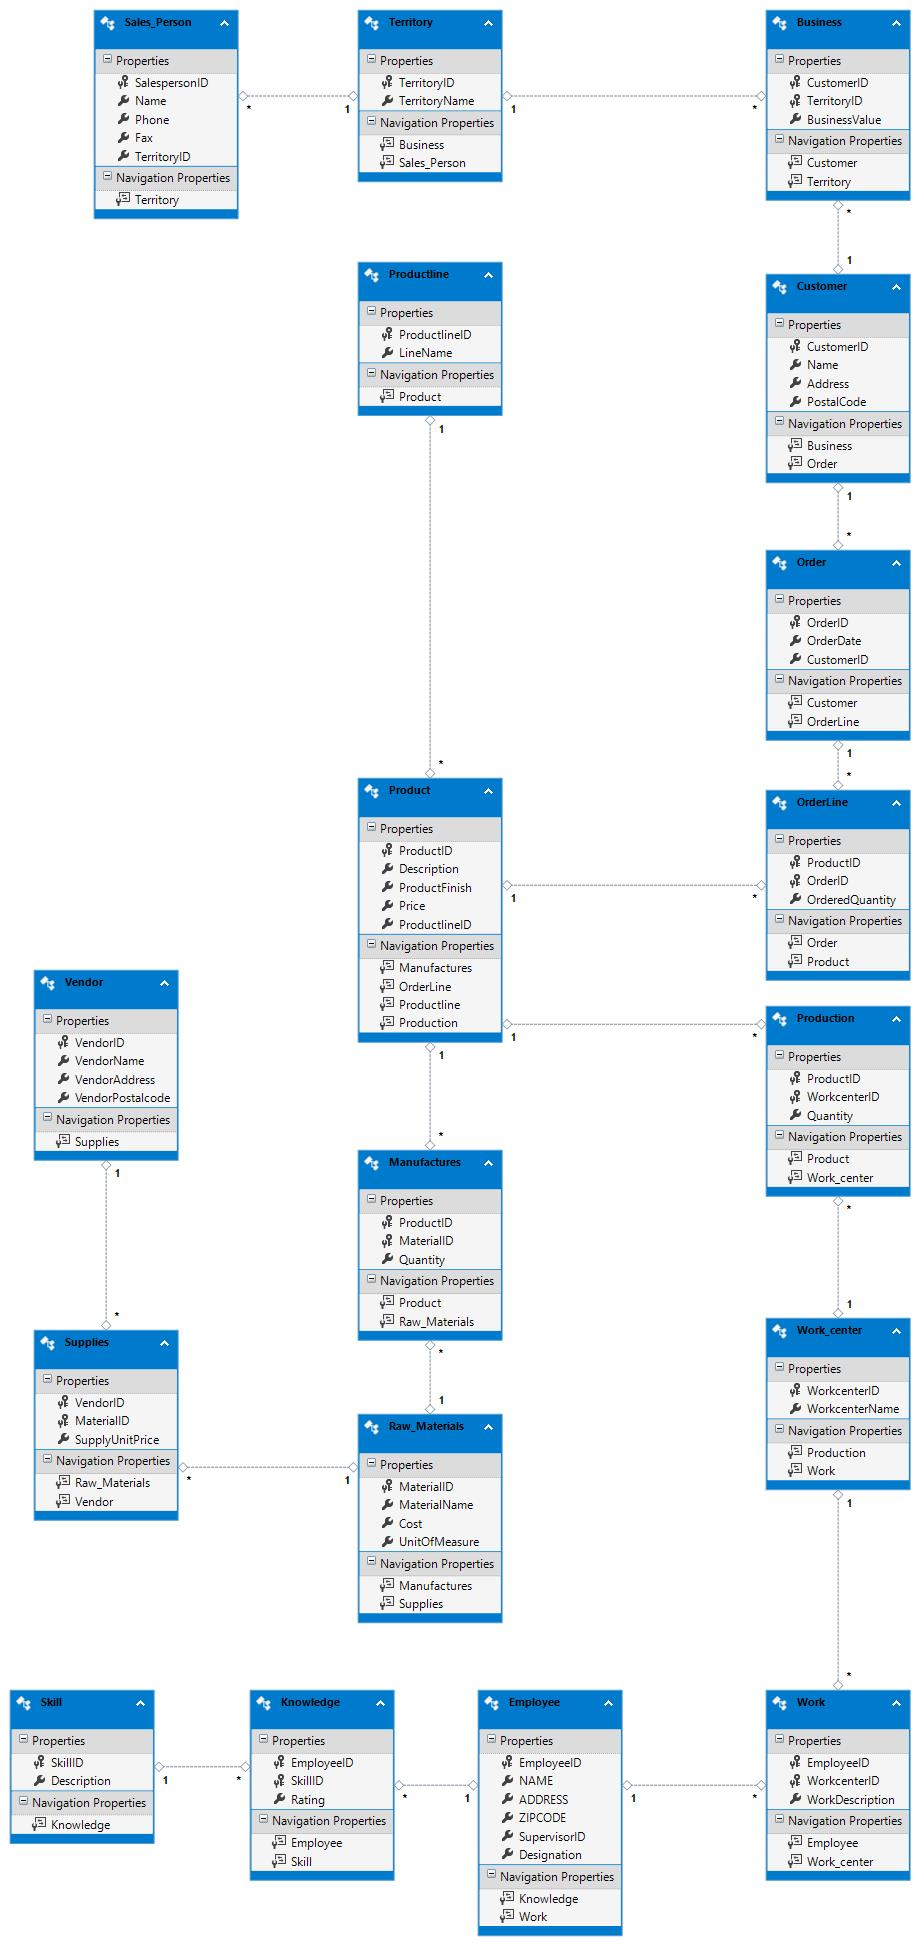 Sales_Person
Properties
SalespersonID
Name
Phone
Fax
TerritoryID
Navigation Properties
Territory
*
1
Territory
Properties
TerritoryID
TerritoryName
Navigation Properties
Business
Sales_Person
1
*
Business
Properties
CustomerID
TerritoryID
BusinessValue
Navigation Properties
Customer
Territory
*
1
Productline
Properties
ProductlineID
LineName
Navigation Properties
Product
1
*
Customer
Properties
CustomerID
Name
Address
PostalCode
Navigation Properties
Business
Order
1
*
Order
Properties
OrderID
OrderDate
CustomerID
Navigation Properties
Customer
OrderLine
1
*
Product
Properties
ProductID
Description
ProductFinish
Price
ProductlineID
Navigation Properties
Manufactures
OrderLine
Productline
Production
1
*
1
*
1
*
OrderLine
Properties
ProductID
OrderID
OrderedQuantity
Navigation Properties
Order
Product
Vendor
Properties
VendorID
VendorName
VendorAddress
VendorPostalcode
Navigation Properties
Supplies
1
*
Production
Properties
ProductID
WorkcenterID
Quantity
Navigation Properties
Product
Work_center
*
1
Manufactures
Properties
ProductID
MaterialID
Quantity
Navigation Properties
Product
Raw_Materials
*
1
Supplies
Properties
VendorID
MaterialID
SupplyUnitPrice
Navigation Properties
Raw_Materials
Vendor
*
1
Raw_Materials
Properties
MaterialID
MaterialName
Cost
UnitOfMeasure
Navigation Properties
Manufactures
Supplies
Work_center
Properties
WorkcenterID
WorkcenterName
Navigation Properties
Production
Work
1
*
Skill
Properties
SkillID
Description
Navigation Properties
Knowledge
1
*
Knowledge
Properties
EmployeeID
SkillID
Rating
Navigation Properties
Employee
Skill
*
1
Employee
Properties
EmployeeID
NAME
ADDRESS
ZIPCODE
SupervisorID
Designation
Navigation Properties
Knowledge
Work
1
*
Work
Properties
EmployeeID
WorkcenterID
WorkDescription
Navigation Properties
Employee
Work_center